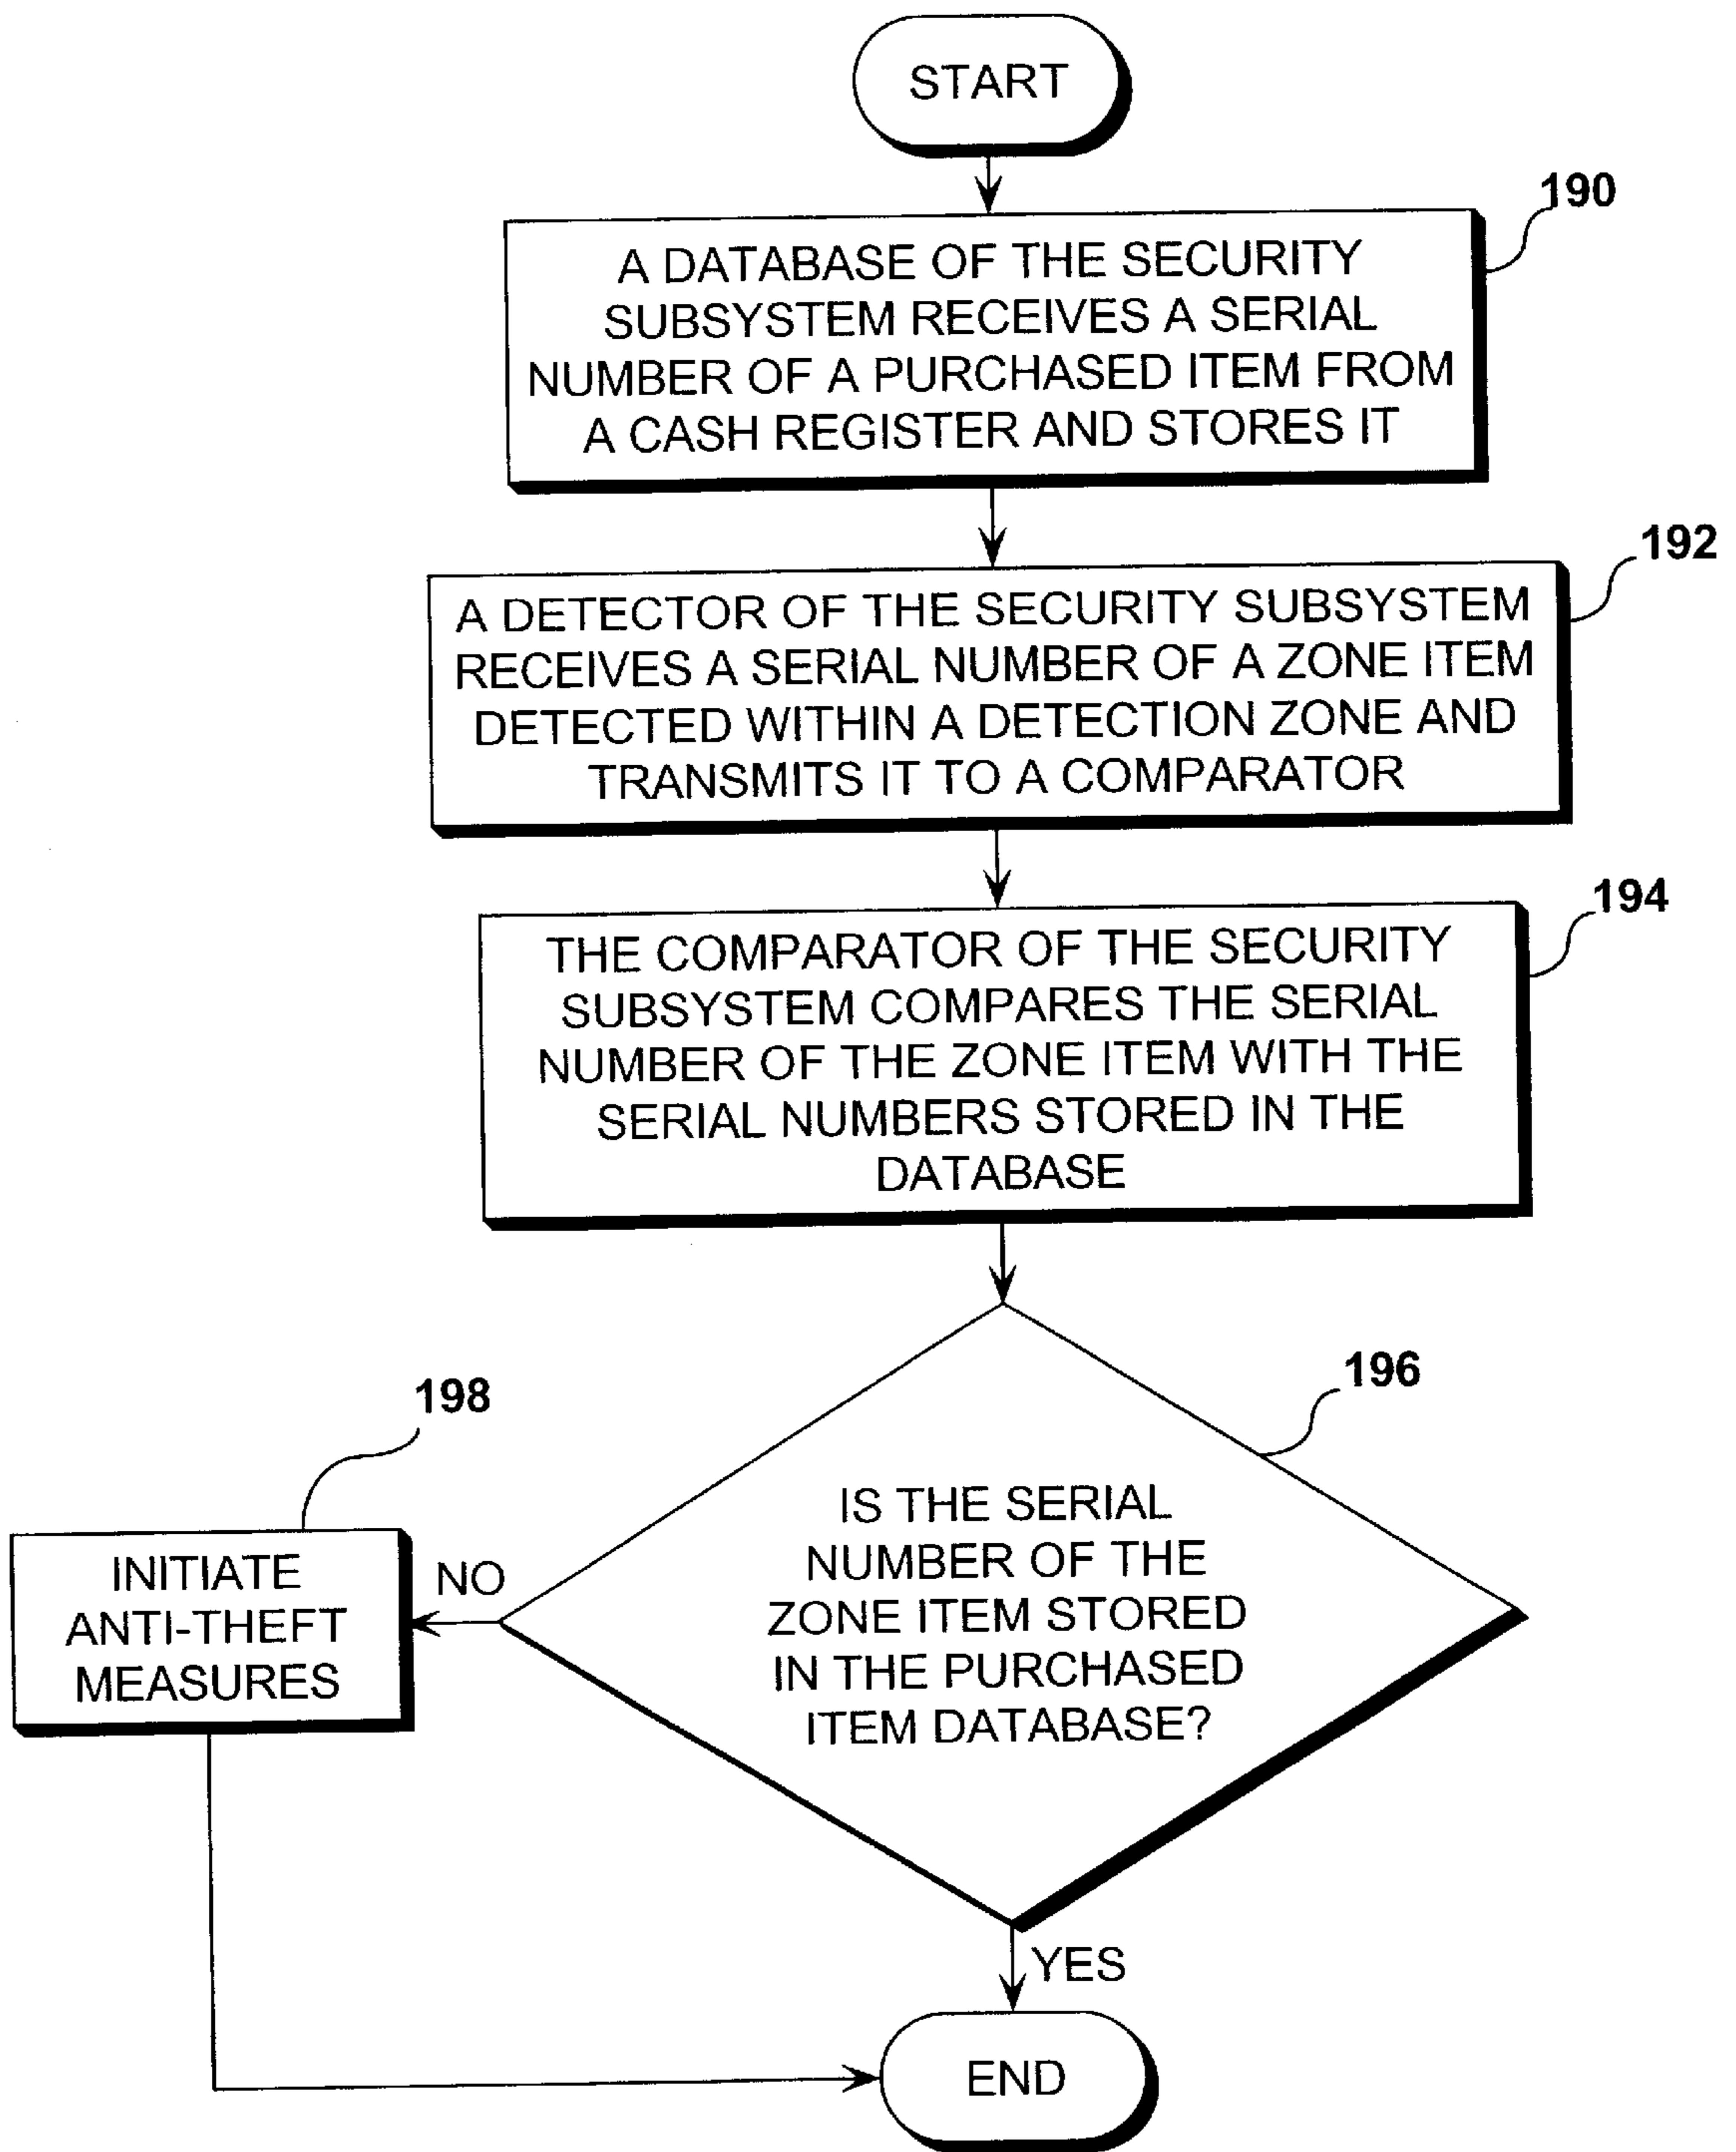 START
190
A DATABASE OF THE SECURITY
SUBSYSTEM RECEIVES A SERIAL
NUMBER OF A PURCHASED ITEM FROM
A CASH REGISTER AND STORES IT
192
A DETECTOR OF THE SECURITY SUBSYSTEM
RECEIVES A SERIAL NUMBER OF A ZONE ITEM
DETECTED WITHIN A DETECTION ZONE AND
TRANSMITS IT TO A COMPARATOR
194
THE COMPARATOR OF THE SECURITY
SUBSYSTEM COMPARES THE SERIAL
NUMBER OF THE ZONE ITEM WITH THE
SERIAL NUMBERS STORED IN THE
DATABASE
196
IS THE SERIAL
NUMBER OF THE
ZONE ITEM STORED
IN THE PURCHASED
ITEM DATABASE?
NO
198
INITIATE
ANTI-THEFT
MEASURES
YES
END